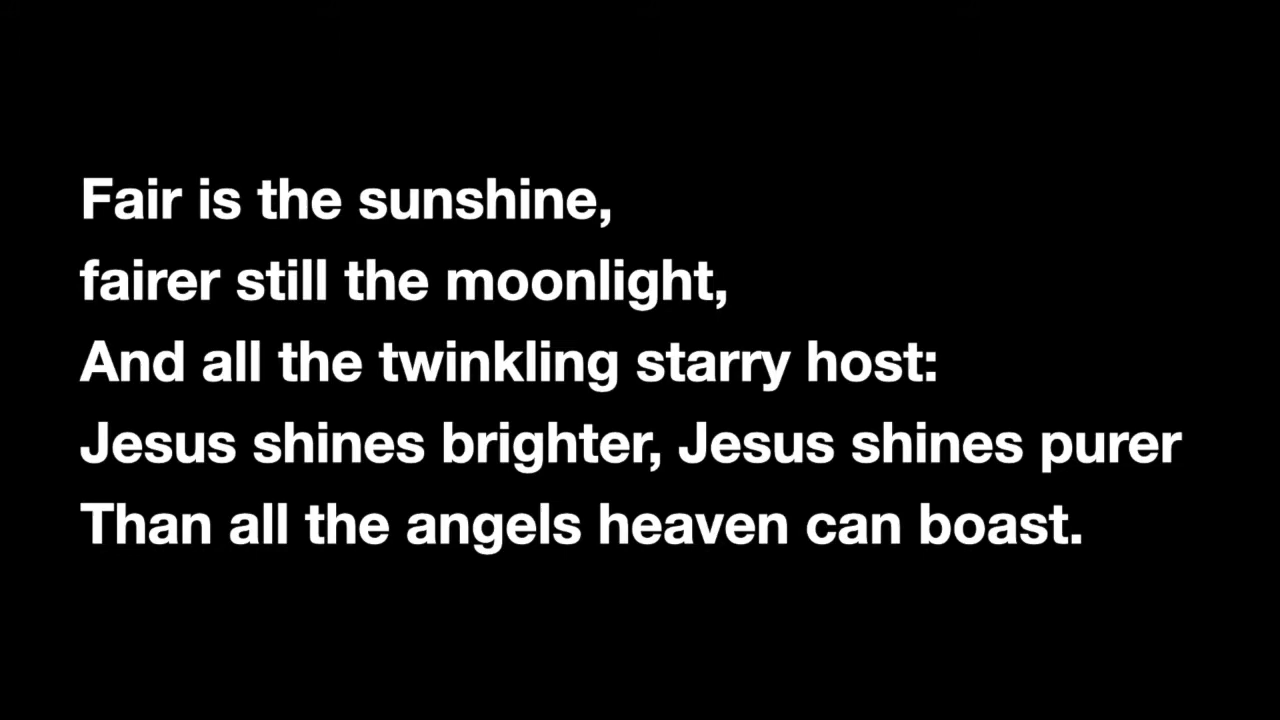 Fair is the sunshine,
fairer still the moonlight,
And all the twinkling starry host:
Jesus shines brighter, Jesus shines purer
Than all the angels heaven can boast.